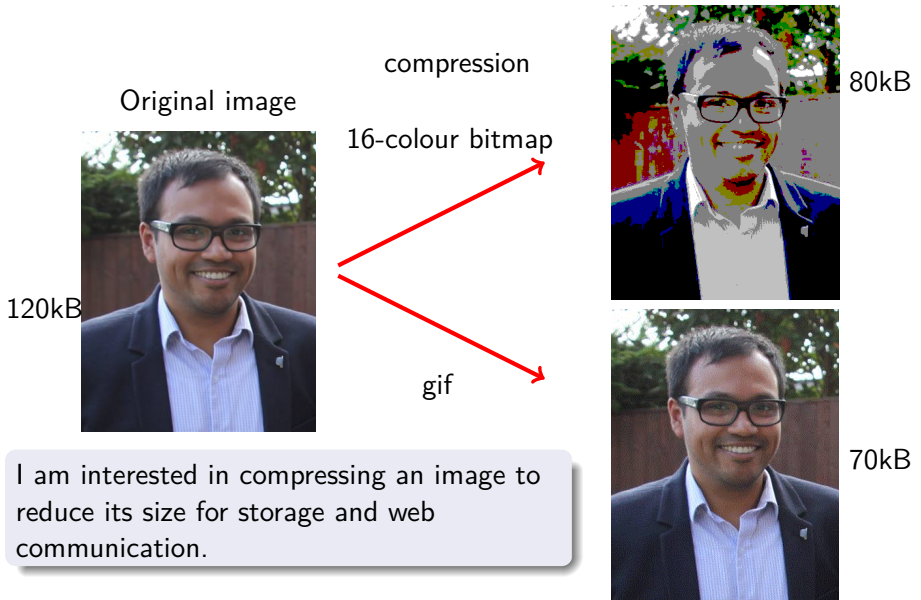 compression
80kB
Original image
16-colour bitmap
120kB
gif
70kB
I am interested in compressing an image to
reduce its size for storage and web
communication.